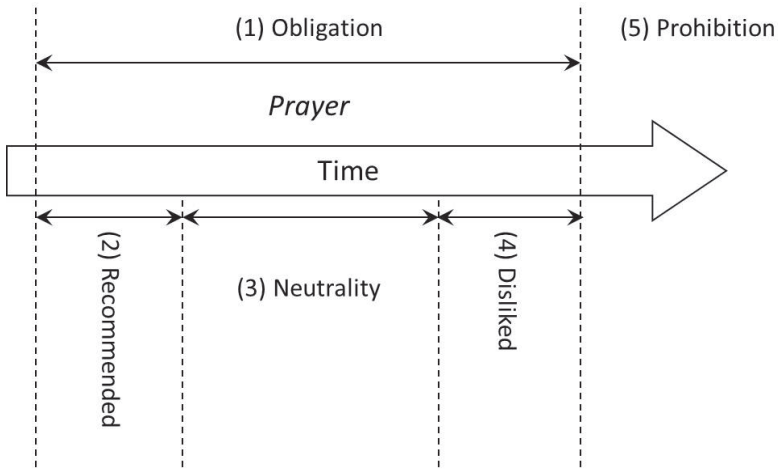 (1) Obligation
(5) Prohibition
Prayer
Time
(2) Recommended
(3) Neutrality
(4) Disliked